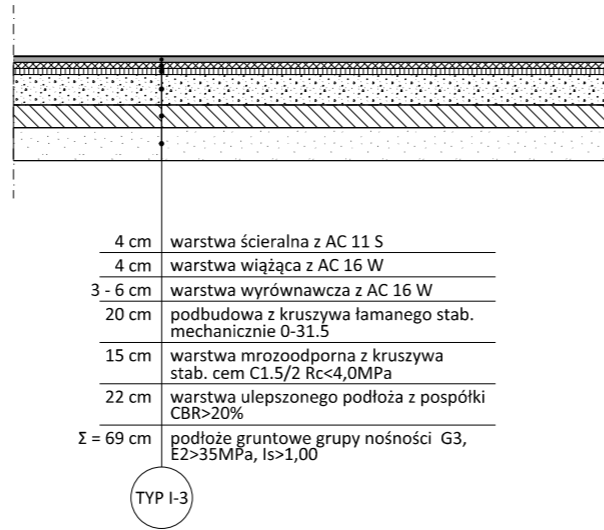 4 cm warstwa ścieralna z AC 11 S
4 cm warstwa wiążąca z AC 16 W
3 - 6 cm warstwa wyrównawcza z AC 16 W
20 cm podbudowa z kruszywa łamanego stab.
mechanicznie 0-31.5
15 cm warstwa mrozoodporna z kruszywa
stab. cem C1.5/2 Rc<4,0MPa
22 cm warstwa ulepszonego podłoża z pospółki
CBR>20%
Σ = 69 cm podłoże gruntowe grupy nośności G3,
E2>35MPa, Is>1,00
TYP I-3